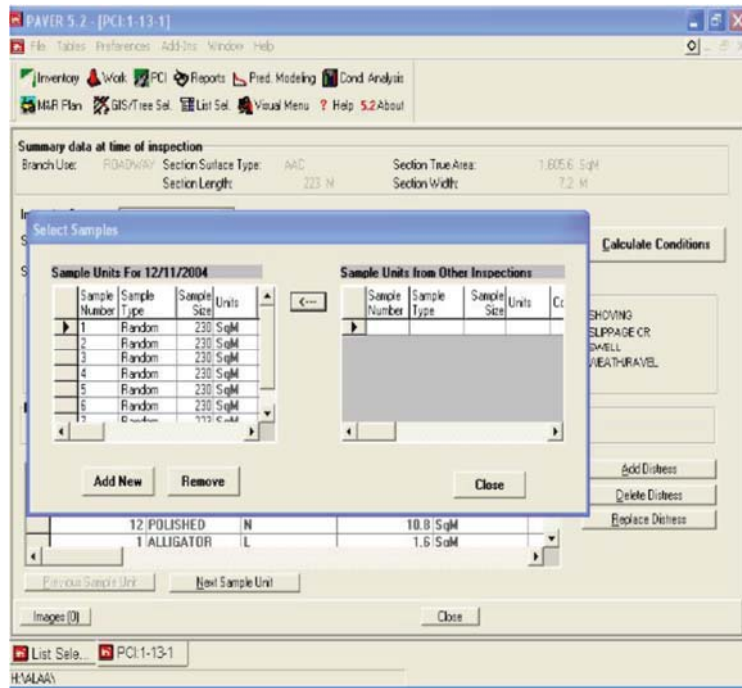 PAVER 5.2 - [PCI:1-13-1]
File Tables Preferences Add-Ins Window Help
Inventory Work PCI Reports Pred. Modeling Cond. Analysis
M&R Plan GIS/Tree Sel. List Sel. Visual Menu ? Help 5.2 About
Summary data at time of inspection
Branch Use: ROADWAY Section Surface Type: AAC Section True Area: 1,605.6 SqM
Section Length: 223 M Section Width: 7.2 M
Select Samples
Calculate Conditions
Sample Units For 12/11/2004
<---
Sample Units from Other Inspections
Sample Number Sample Type Sample Size Units
1 Random 230 SqM
2 Random 230 SqM
3 Random 230 SqM
4 Random 230 SqM
5 Random 230 SqM
6 Random 230 SqM
Sample Number Sample Type Sample Size Units Co
SHOVING
SLIPPAGE CR
SWELL
WEATH/RAVEL
Add New Remove Close
Add Distress
Delete Distress
Replace Distress
12 POLISHED N 10.8 SqM
1 ALLIGATOR L 1.6 SqM
Previous Sample Unit Next Sample Unit
Images (0) Close
List Sele... PCI:1-13-1
H:\ALAA\